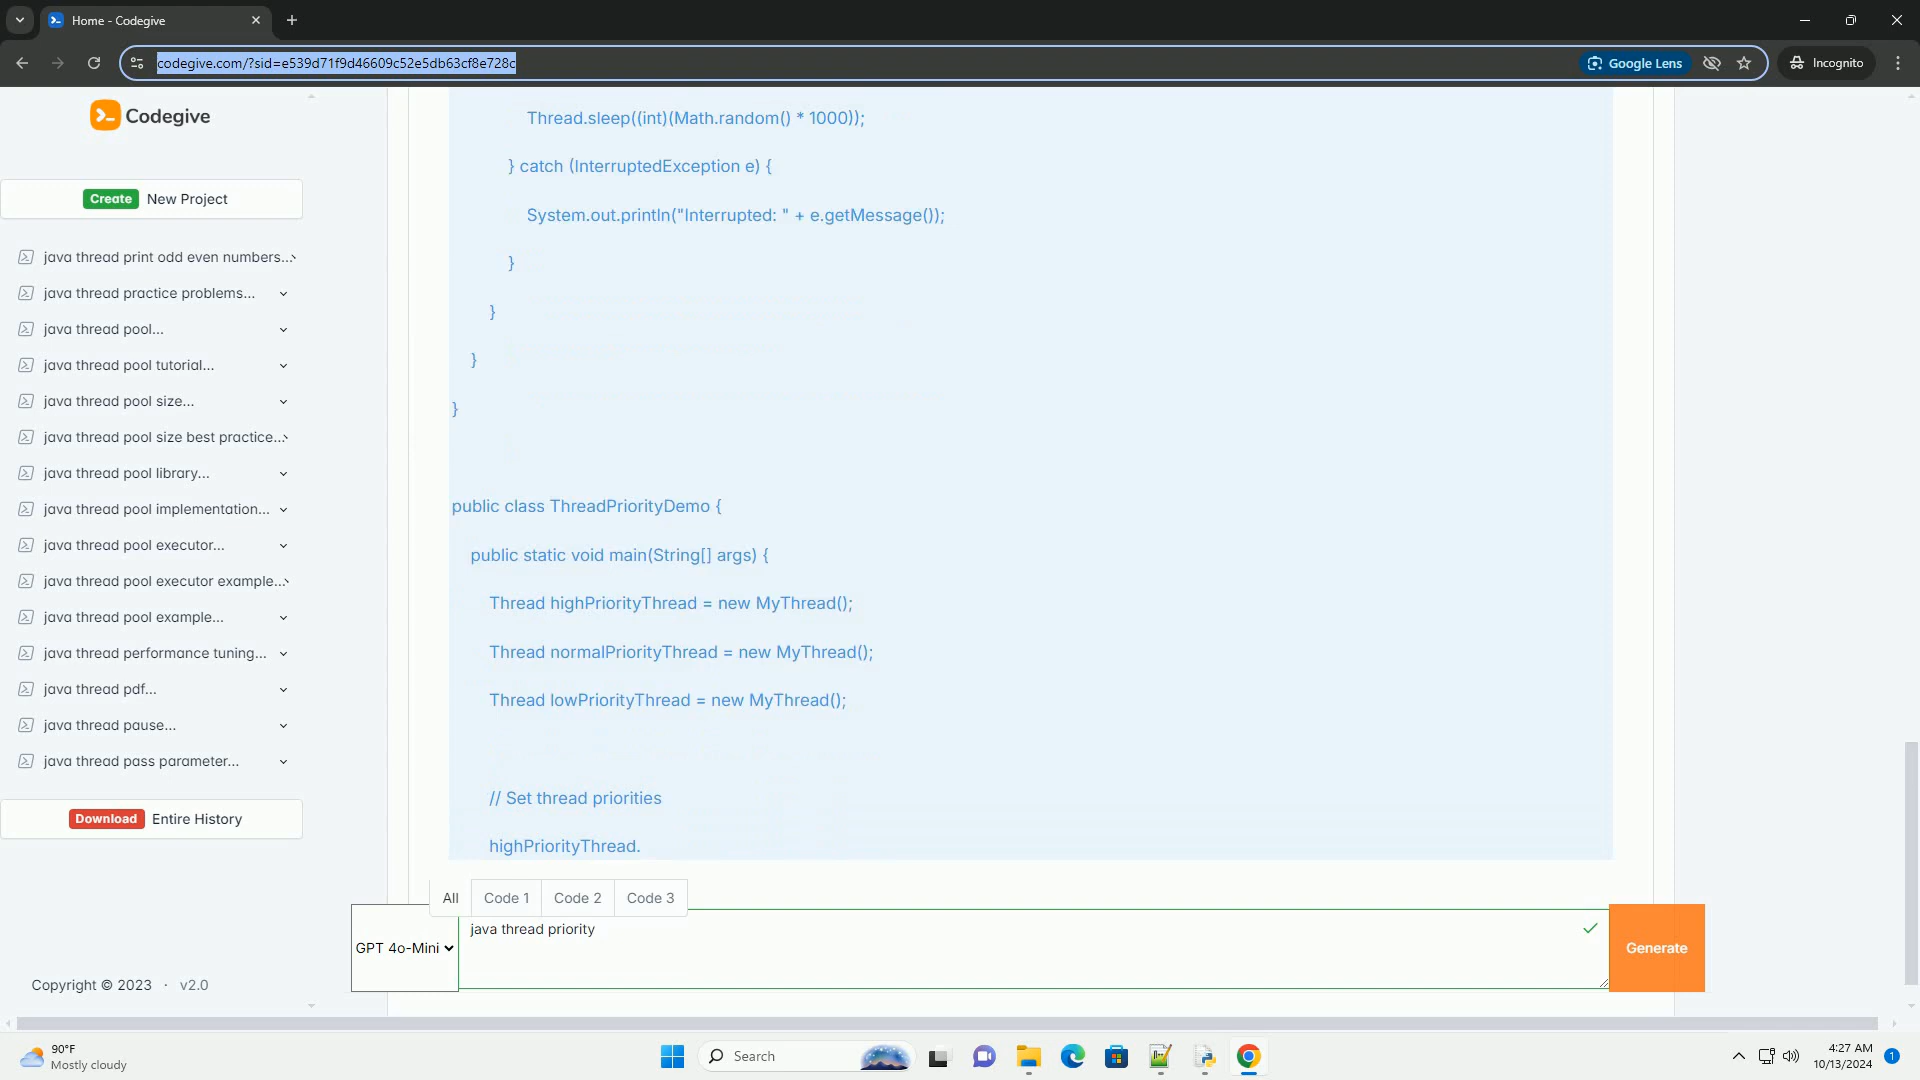 Home - Codegive
codegive.com/?sid=e539d71f9d46609c52e5db63cf8e728c
Google Lens
Incognito
Codegive
Create New Project
java thread print odd even numbers...
java thread practice problems...
java thread pool...
java thread pool tutorial...
java thread pool size...
java thread pool size best practice...
java thread pool library...
java thread pool implementation...
java thread pool executor...
java thread pool executor example...
java thread pool example...
java thread performance tuning...
java thread pdf...
java thread pause...
java thread pass parameter...
Download Entire History
Copyright © 2023 · v2.0
Thread.sleep((int)(Math.random() * 1000));
} catch (InterruptedException e) {
System.out.println("Interrupted: " + e.getMessage());
}
}
}
}
public class ThreadPriorityDemo {
public static void main(String[] args) {
Thread highPriorityThread = new MyThread();
Thread normalPriorityThread = new MyThread();
Thread lowPriorityThread = new MyThread();
// Set thread priorities
highPriorityThread.
All Code 1 Code 2 Code 3
GPT 4o-Mini
java thread priority
Generate
90°F
Mostly cloudy
Search
4:27 AM
10/13/2024
1